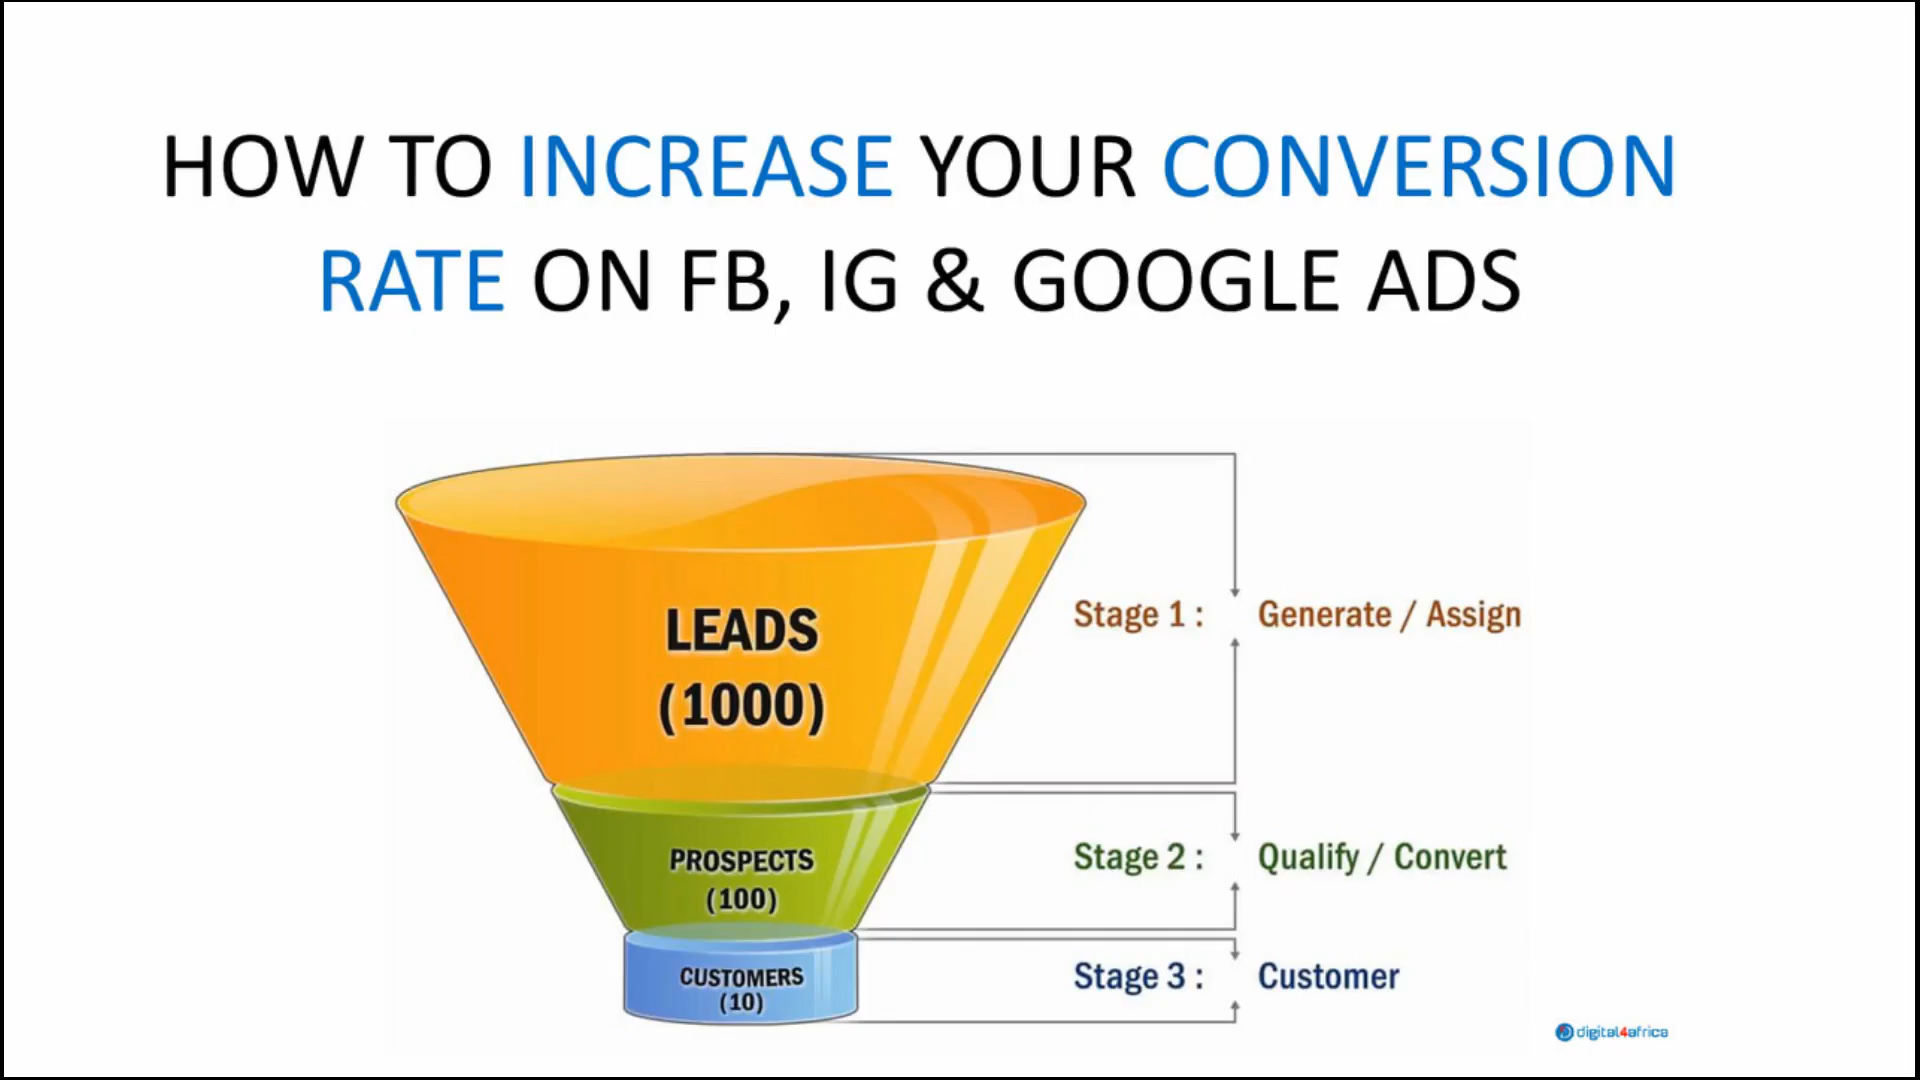 HOW TO INCREASE YOUR CONVERSION
RATE ON FB, IG & GOOGLE ADS
LEADS
(1000)
Stage 1 : Generate / Assign
PROSPECTS
(100)
Stage 2 : Qualify / Convert
CUSTOMERS
(10)
Stage 3 : Customer
digital4africa